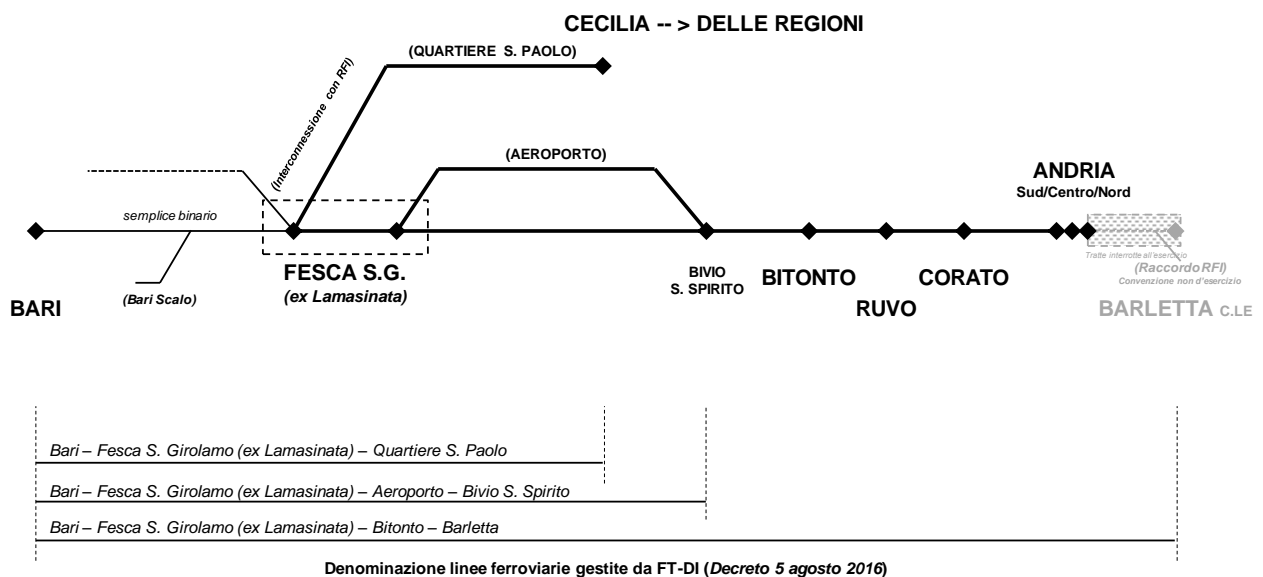 CECILIA -- > DELLE REGIONI
(QUARTIERE S. PAOLO)
(Interconnessione con RFI)
(AEROPORTO)
ANDRIA
Sud/Centro/Nord
semplice binario
(Bari Scalo)
BARI
FESCA S.G.
(ex Lamasinata)
BIVIO
S. SPIRITO
BITONTO
RUVO
CORATO
Tratte interrotte all'esercizio
(Raccordo RFI)
Convenzione non d'esercizio
BARLETTA C.LE
Bari – Fesca S. Girolamo (ex Lamasinata) – Quartiere S. Paolo
Bari – Fesca S. Girolamo (ex Lamasinata) – Aeroporto – Bivio S. Spirito
Bari – Fesca S. Girolamo (ex Lamasinata) – Bitonto – Barletta
Denominazione linee ferroviarie gestite da FT-DI (Decreto 5 agosto 2016)